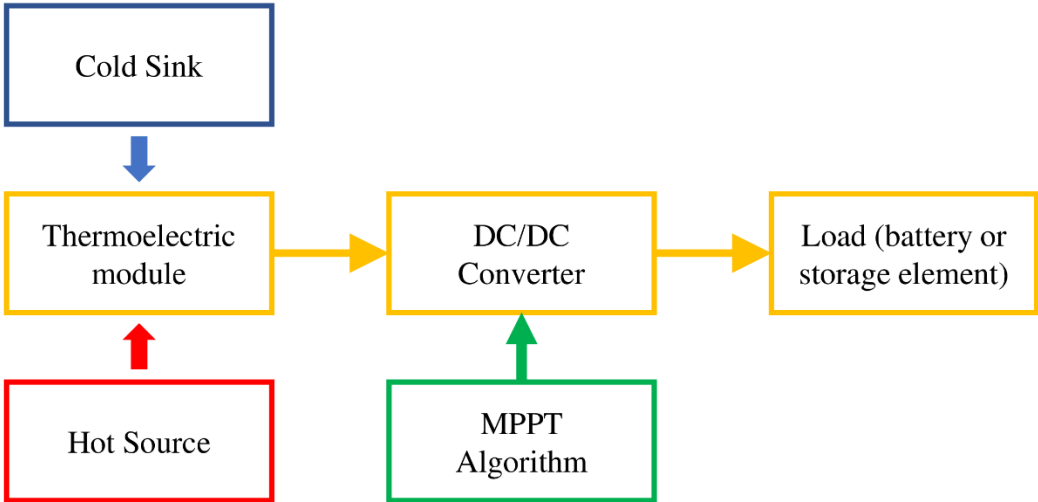 Cold Sink
Thermoelectric
module
DC/DC
Converter
Load (battery or
storage element)
Hot Source
MPPT
Algorithm